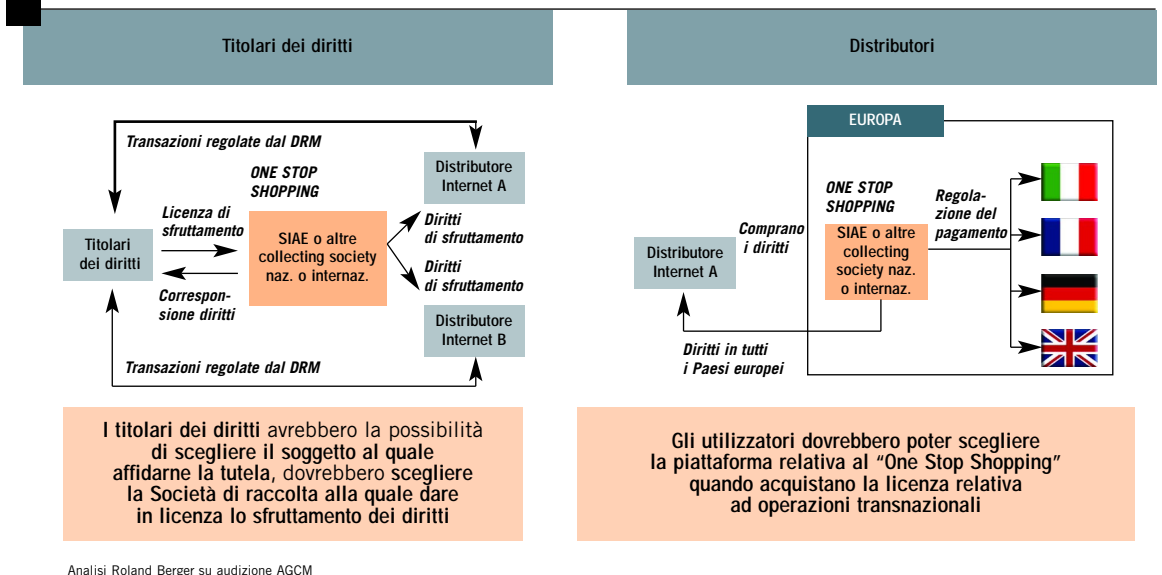 Titolari dei diritti
Transazioni regolate dal DRM
ONE STOP
SHOPPING
Distributore
Internet A
Licenza di
sfruttamento
Titolari
dei diritti
SIAE o altre
collecting society
naz. o internaz.
Diritti
di sfruttamento
Diritti
di sfruttamento
Correspon-
sione diritti
Distributore
Internet B
Transazioni regolate dal DRM
I titolari dei diritti avrebbero la possibilità
di scegliere il soggetto al quale
affidarne la tutela, dovrebbero scegliere
la Società di raccolta alla quale dare
in licenza lo sfruttamento dei diritti
Distributori
EUROPA
ONE STOP
SHOPPING
Regola-
zione del
pagamento
Comprano
i diritti
Distributore
Internet A
SIAE o altre
collecting
society naz.
o internaz.
Diritti in tutti
i Paesi europei
Gli utilizzatori dovrebbero poter scegliere
la piattaforma relativa al “One Stop Shopping”
quando acquistano la licenza relativa
ad operazioni transnazionali
Analisi Roland Berger su audizione AGCM